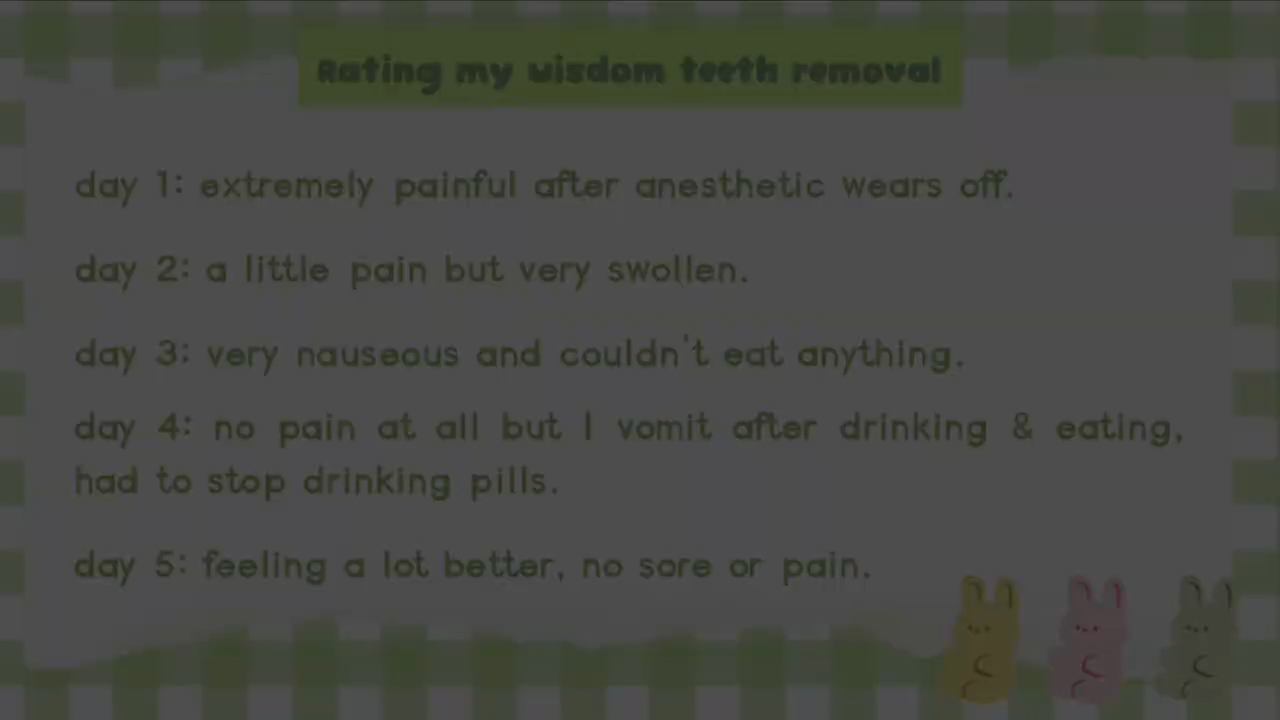 Rating my wisdom teeth removal
day 1: extremely painful after anesthetic wears off.
day 2: a little pain but very swollen.
day 3: very nauseous and couldn't eat anything.
day 4: no pain at all but I vomit after drinking & eating,
had to stop drinking pills.
day 5: feeling a lot better, no sore or pain.